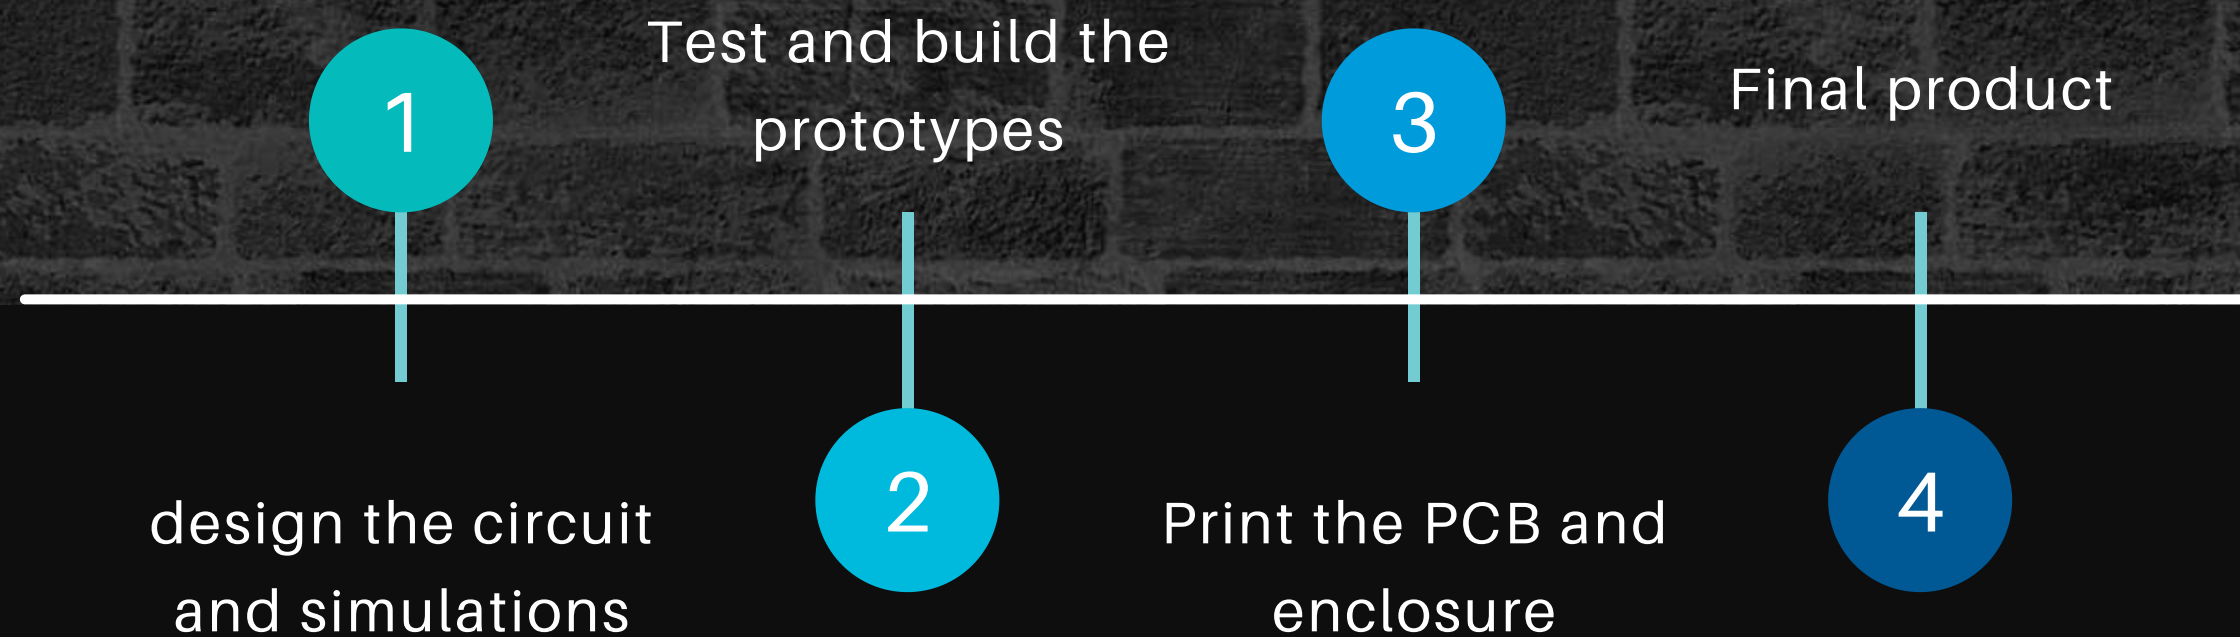 1
design the circuit
and simulations
Test and build the
prototypes
2
3
Print the PCB and
enclosure
Final product
4